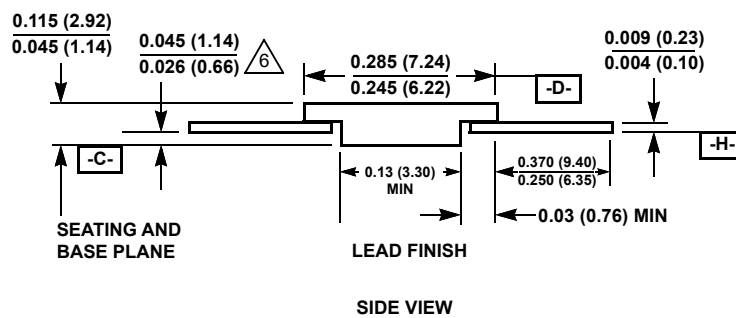 0.115 (2.92)
0.045 (1.14)
0.045 (1.14)
0.026 (0.66)
6
0.285 (7.24)
0.245 (6.22)
0.009 (0.23)
0.004 (0.10)
-D-
-H-
-C-
0.13 (3.30)
MIN
0.370 (9.40)
0.250 (6.35)
0.03 (0.76) MIN
SEATING AND
BASE PLANE
LEAD FINISH
SIDE VIEW